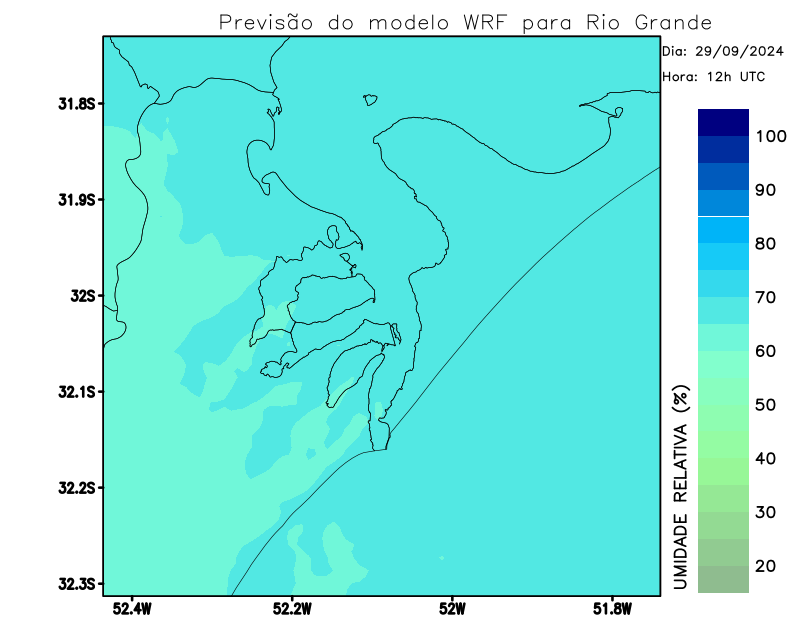 Previsão do modelo WRF para Rio Grande
Dia: 29/09/2024
Hora: 12h UTC
31.8S
31.9S
32S
32.1S
32.2S
32.3S
52.4W
52.2W
52W
51.8W
100
90
80
70
60
50
40
30
20
UMIDADE RELATIVA (%)